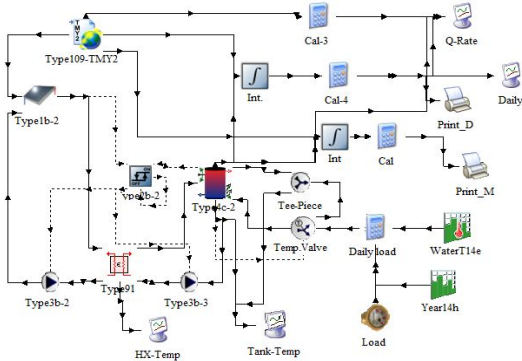 Cal-3
Q-Rate
Type109-TMY2
Int.
Cal-4
Daily
Type1b-2
Print_D
Int
Cal
Print_M
Type4c-2
Tee-Piece
Temp.Valve
Daily load
WaterT14e
Type3b-2
Type91
Type3b-3
Year14h
HX-Temp
Tank-Temp
Load